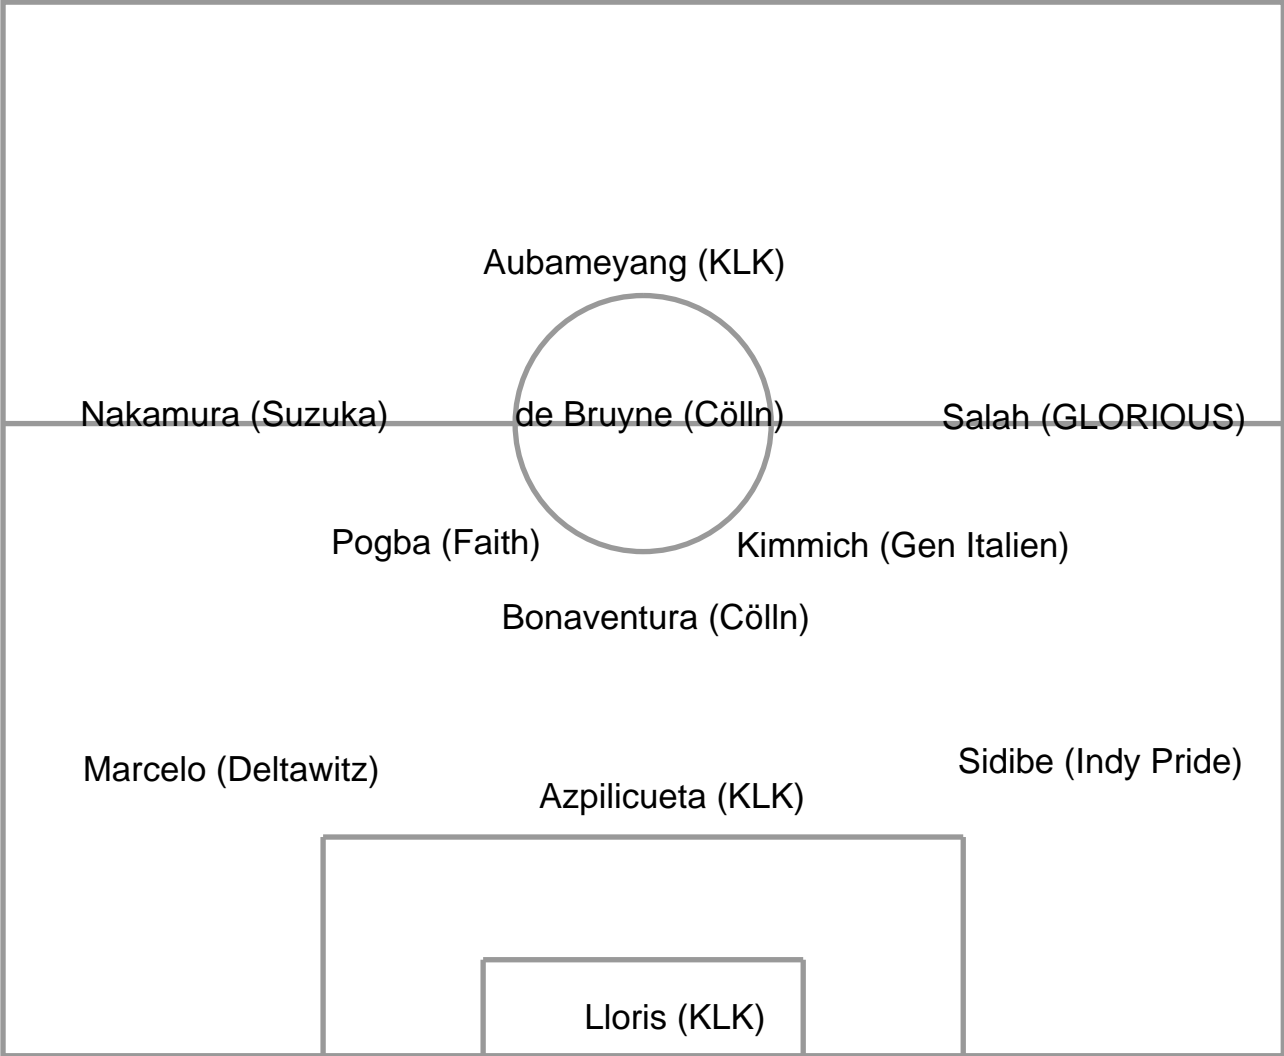 Aubameyang (KLK)
Nakamura (Suzuka)
de Bruyne (Cölln)
Salah (GLORIOUS)
Pogba (Faith)
Kimmich (Gen Italien)
Bonaventura (Cölln)
Marcelo (Deltawitz)
Azpilicueta (KLK)
Sidibe (Indy Pride)
Lloris (KLK)